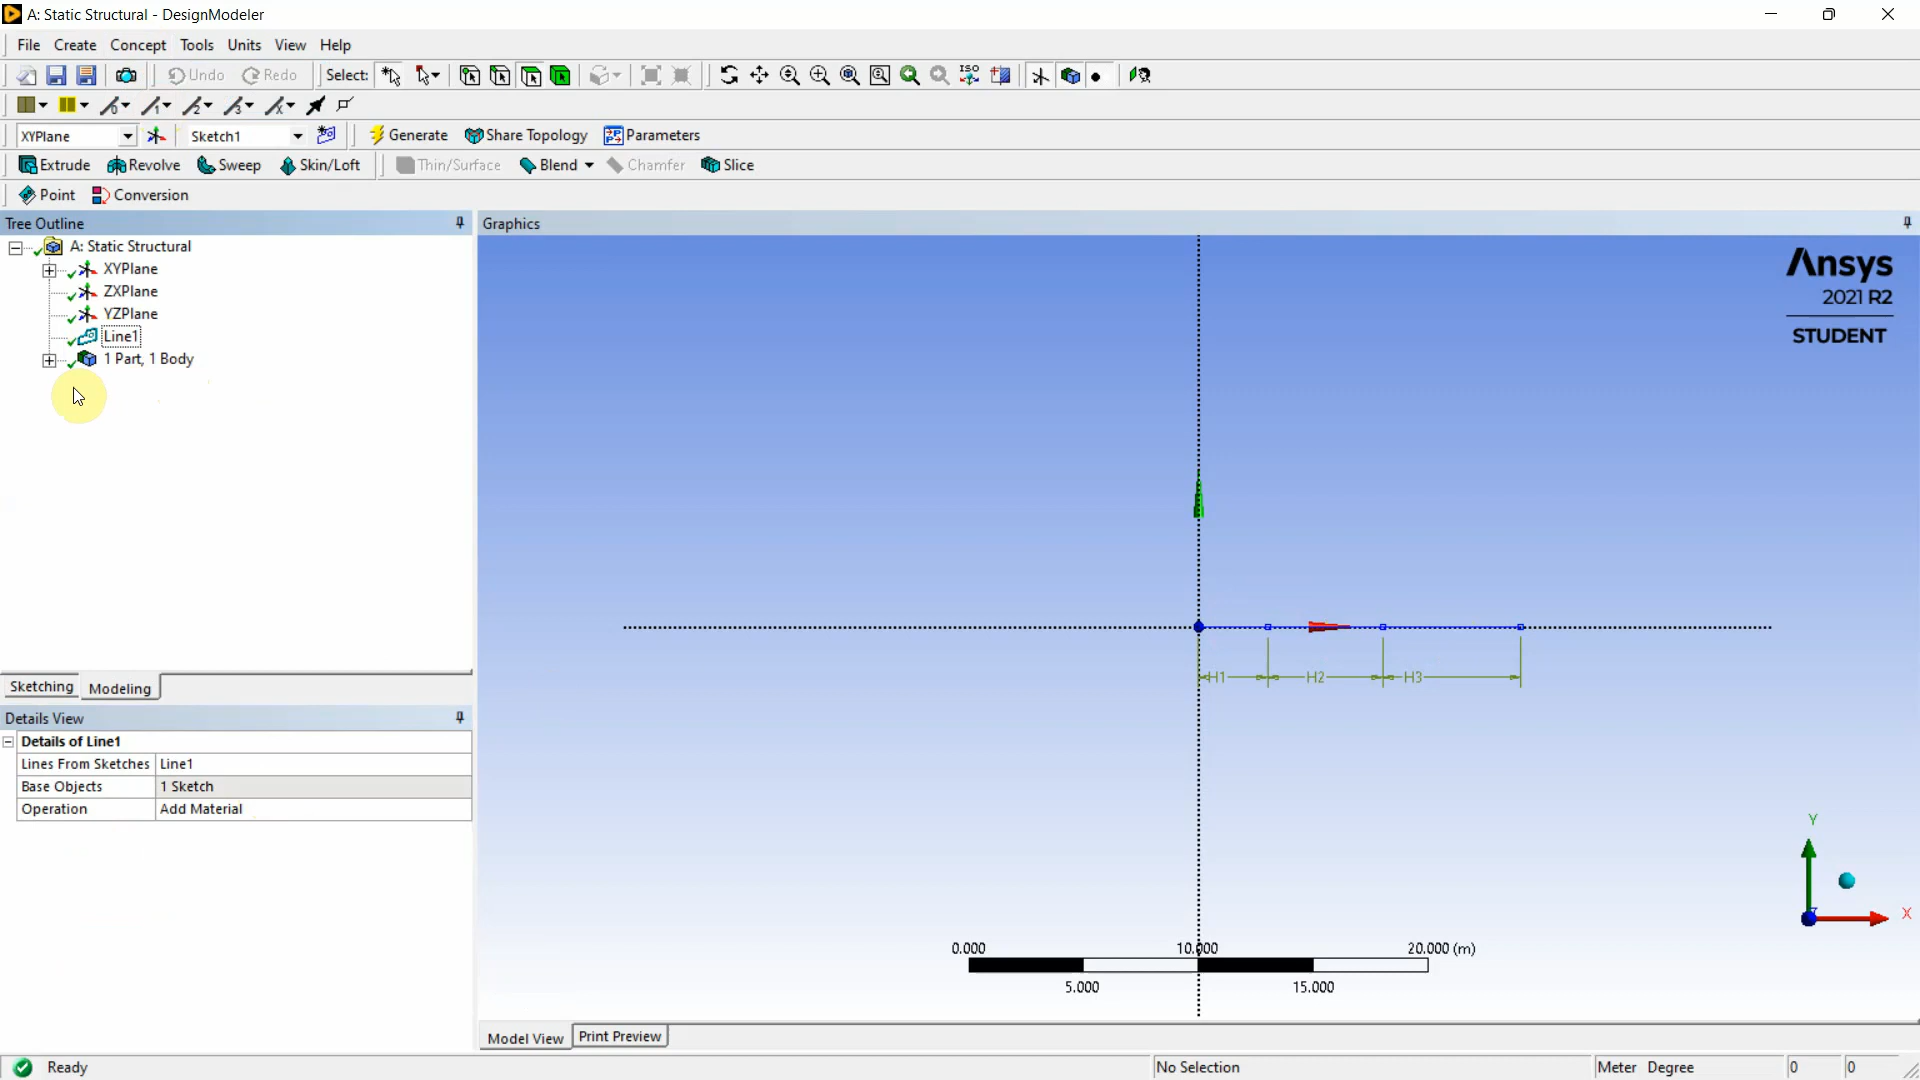 A: Static Structural - DesignModeler
File Create Concept Tools Units View Help
Undo Redo Select: ISO
XYPlane Sketch1 Generate Share Topology Parameters
Extrude Revolve Sweep Skin/Loft Thin/Surface Blend Chamfer Slice
Point Conversion
Tree Outline
A: Static Structural
XYPlane
ZXPlane
YZPlane
Line1
1 Part, 1 Body
Sketching Modeling
Details View
Details of Line1
Lines From Sketches Line1
Base Objects 1 Sketch
Operation Add Material
Graphics
Ansys
2021 R2
STUDENT
H1 H2 H3
Y
X
0.000 10.000 20.000 (m)
5.000 15.000
Model View Print Preview
Ready No Selection Meter Degree 0 0